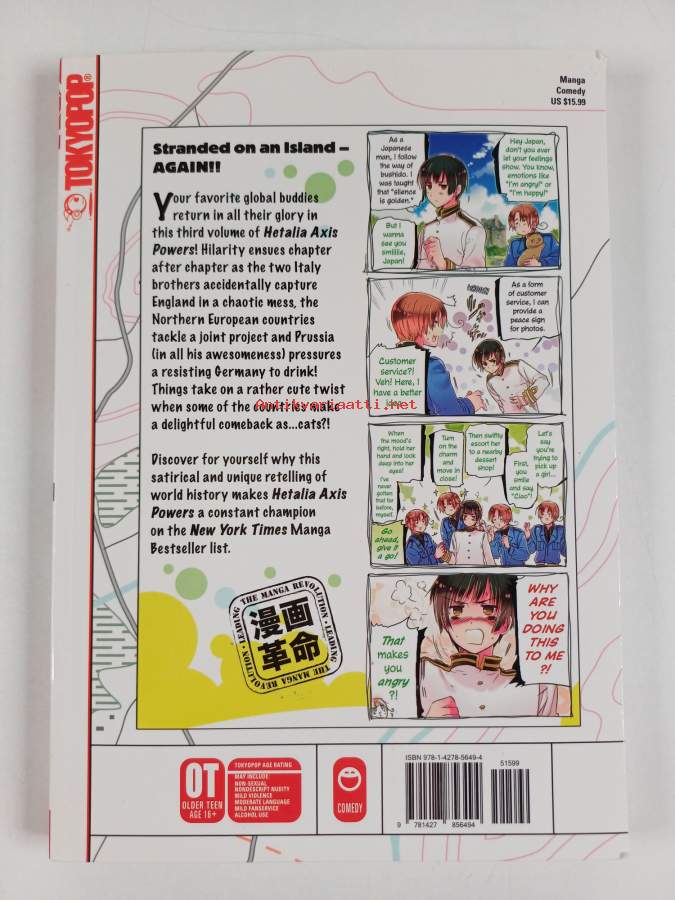 TOKYOPOP®
Manga
Comedy
US $15.99
Stranded on an Island –
AGAIN!!
Your favorite global buddies
return in all their glory in
this third volume of Hetalia Axis
Powers! Hilarity ensues chapter
after chapter as the two Italy
brothers accidentally capture
England in a chaotic mess, the
Northern European countries
tackle a joint project and Prussia
(in all his awesomeness) pressures
a resisting Germany to drink!
Things take on a rather cute twist
when some of the countries make
a delightful comeback as...cats?!
Discover for yourself why this
satirical and unique retelling of
world history makes Hetalia Axis
Powers a constant champion
on the New York Times Manga
Bestseller list.
Antikvariaatti.net
LEADING · THE MANGA REVOLUTION · LEADING · THE MANGA REVOLUTION ·
漫画
革命
Hey Japan,
don't you ever
let your feelings
show. You know,
emotions like
"I'm angry!" or
"I'm happy!"
As a
Japanese
man, I follow
the way of
bushido. I
was taught
that "silence
is golden."
But I
wanna
see you
smiiiile,
Japan!
As a form
of customer
service, I can
provide a
peace sign
for photos.
Customer
service?!
Veh! Here, I
have a better
Let's
say you're
trying to
pick up
a girl...
First,
you
smile
and say
"Ciao"!
Then swiftly
escort her
to a nearby
dessert
shop!
Turn
on the
charm
and move
in close!
When
the mood's
right, hold her
hand and look
deep into her
eyes!
I've
never
gotten
that far
before,
myself.
Go
ahead,
give it
a go!
WHY
ARE
YOU
DOING
THIS
TO ME
?!
That
makes
you
angry
?!
OT
OLDER TEEN
AGE 16+
TOKYOPOP AGE RATING
MAY INCLUDE:
NON-SEXUAL
NONDESCRIPT NUDITY
MILD VIOLENCE
MODERATE LANGUAGE
MILD FANSERVICE
ALCOHOL USE
COMEDY
ISBN 978-1-4278-5649-4
51599
9 781427 856494